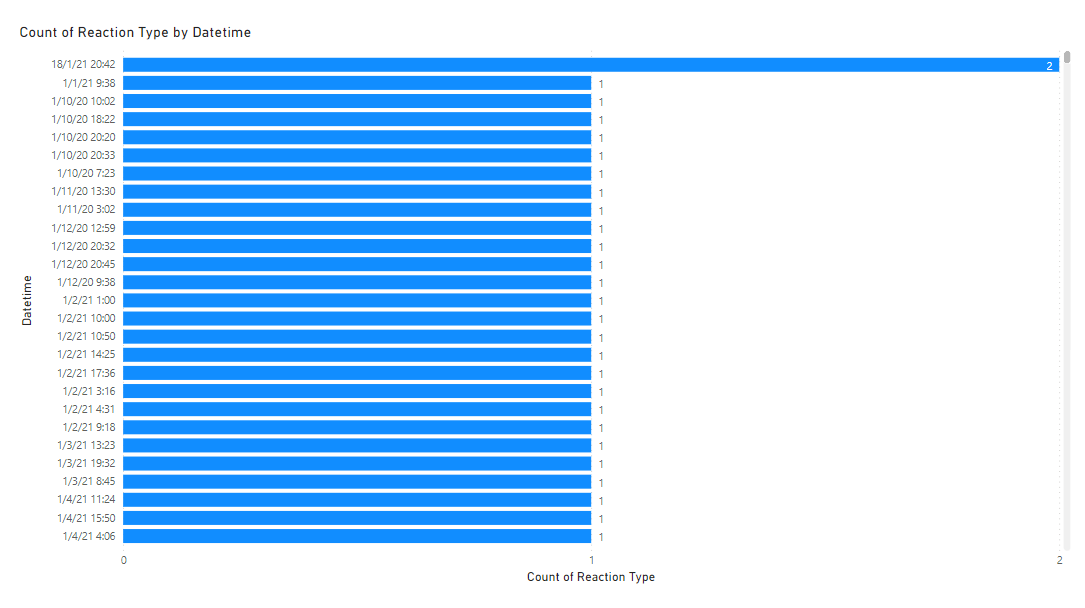 Count of Reaction Type by Datetime
18/1/21 20:42 2
1/1/21 9:38 1
1/10/20 10:02 1
1/10/20 18:22 1
1/10/20 20:20 1
1/10/20 20:33 1
1/10/20 7:23 1
1/11/20 13:30 1
1/11/20 3:02 1
1/12/20 12:59 1
1/12/20 20:32 1
1/12/20 20:45 1
1/12/20 9:38 1
1/2/21 1:00 1
1/2/21 10:00 1
1/2/21 10:50 1
1/2/21 14:25 1
1/2/21 17:36 1
1/2/21 3:16 1
1/2/21 4:31 1
1/2/21 9:18 1
1/3/21 13:23 1
1/3/21 19:32 1
1/3/21 8:45 1
1/4/21 11:24 1
1/4/21 15:50 1
1/4/21 4:06 1
Datetime
0 1 2
Count of Reaction Type